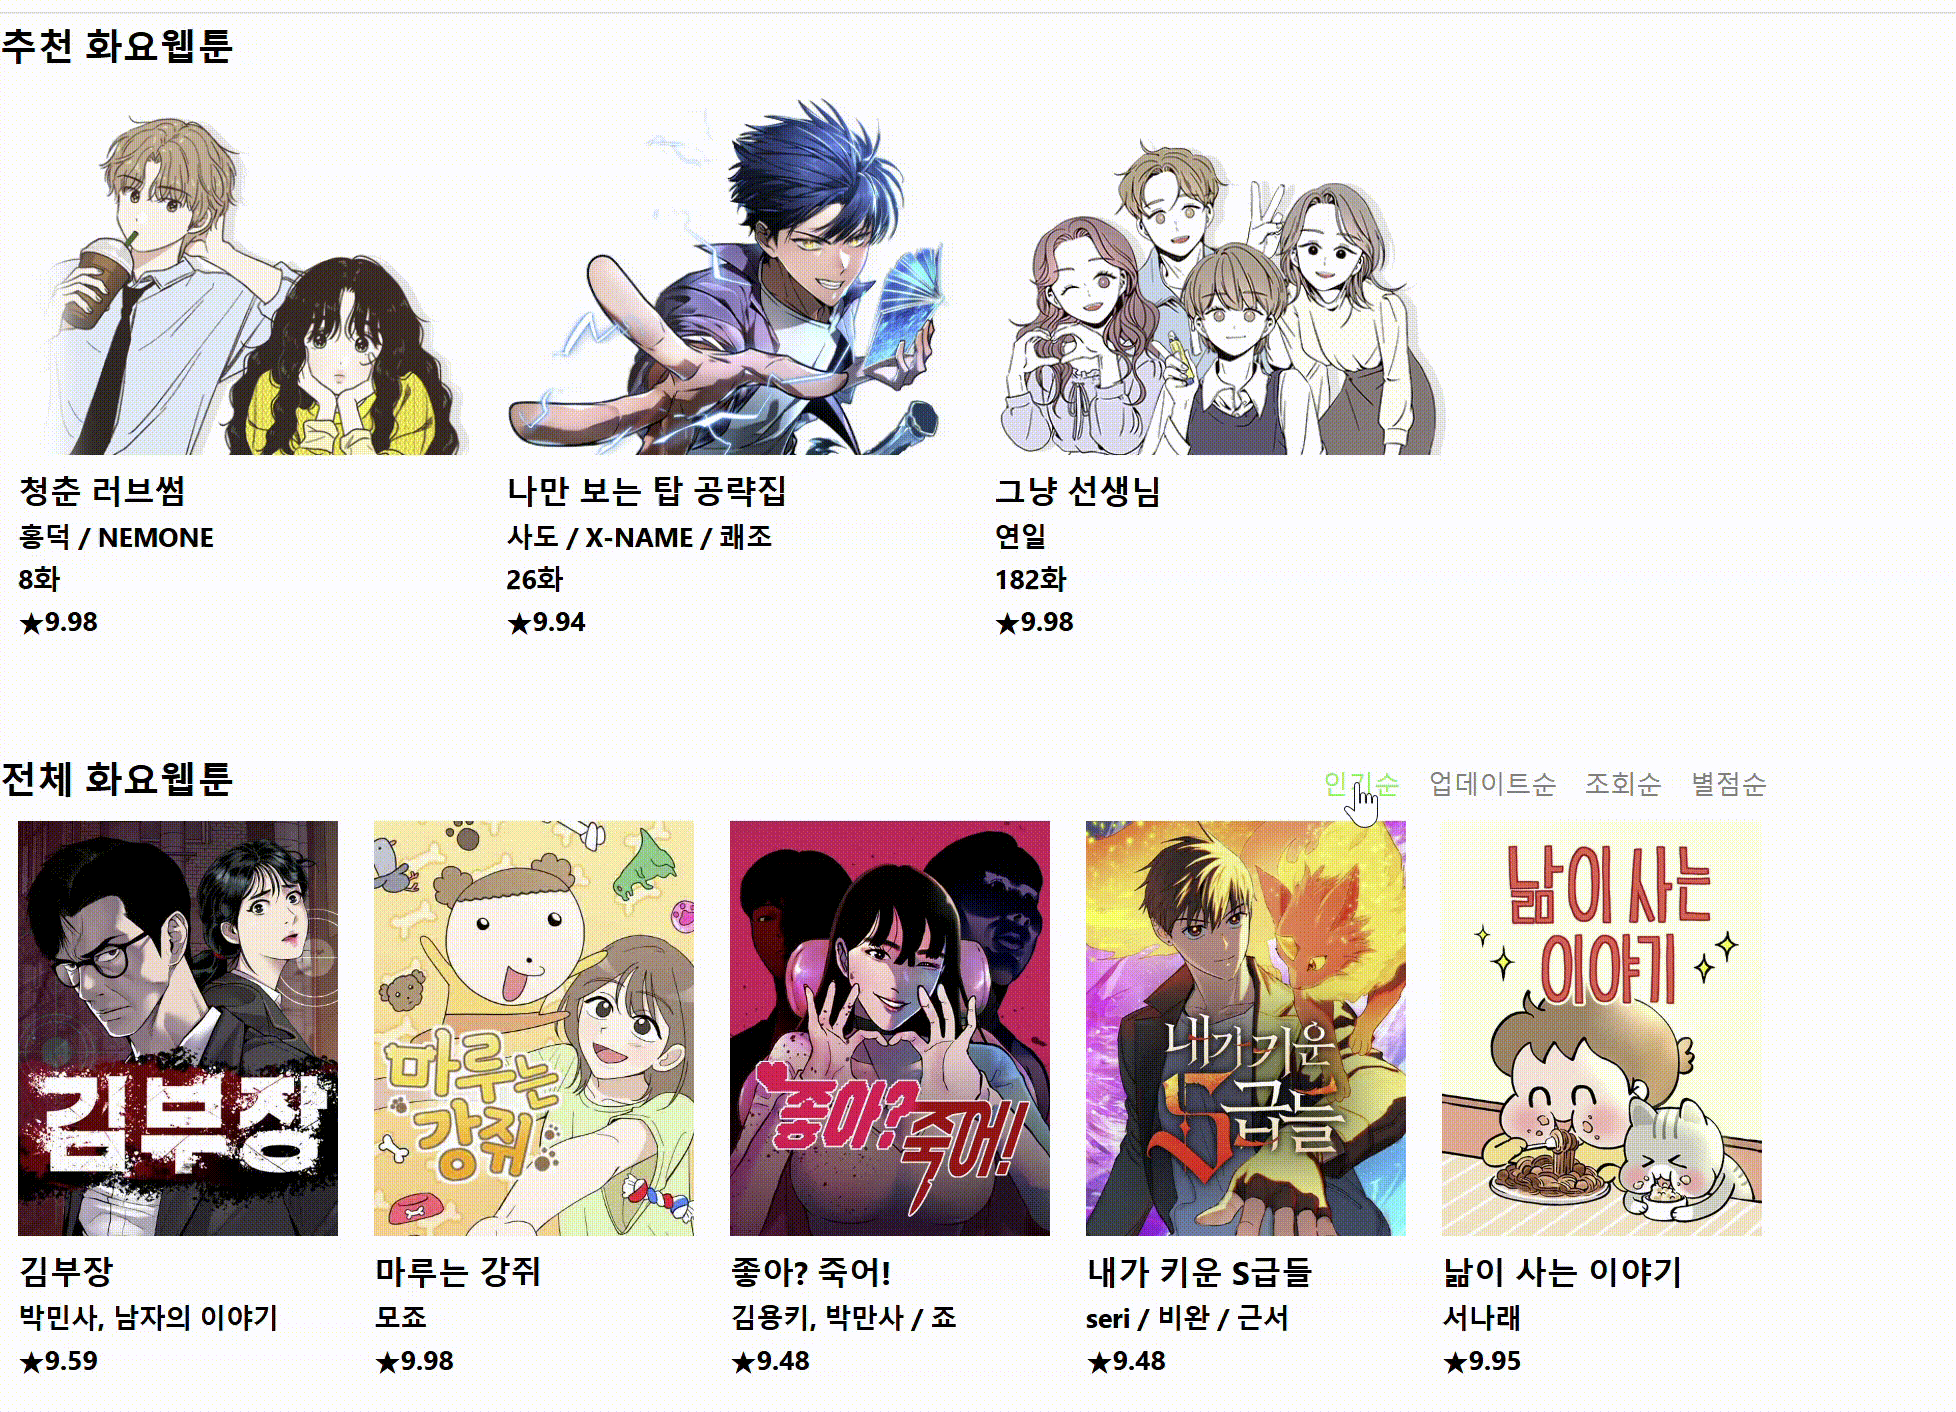 추천 화요웹툰
청춘 러브썸
홍덕 / NEMONE
8화
★9.98
나만 보는 탑 공략집
사도 / X-NAME / 쾌조
26화
★9.94
그냥 선생님
연일
182화
★9.98
전체 화요웹툰
인기순 업데이트순 조회순 별점순
김부장
마루는
강쥐
좋아?
죽어!
내가 키운
S급들
닮이 사는
이야기
김부장
박민사, 남자의 이야기
★9.59
마루는 강쥐
모죠
★9.98
좋아? 죽어!
김용키, 박만사 / 죠
★9.48
내가 키운 S급들
seri / 비완 / 근서
★9.48
닮이 사는 이야기
서나래
★9.95